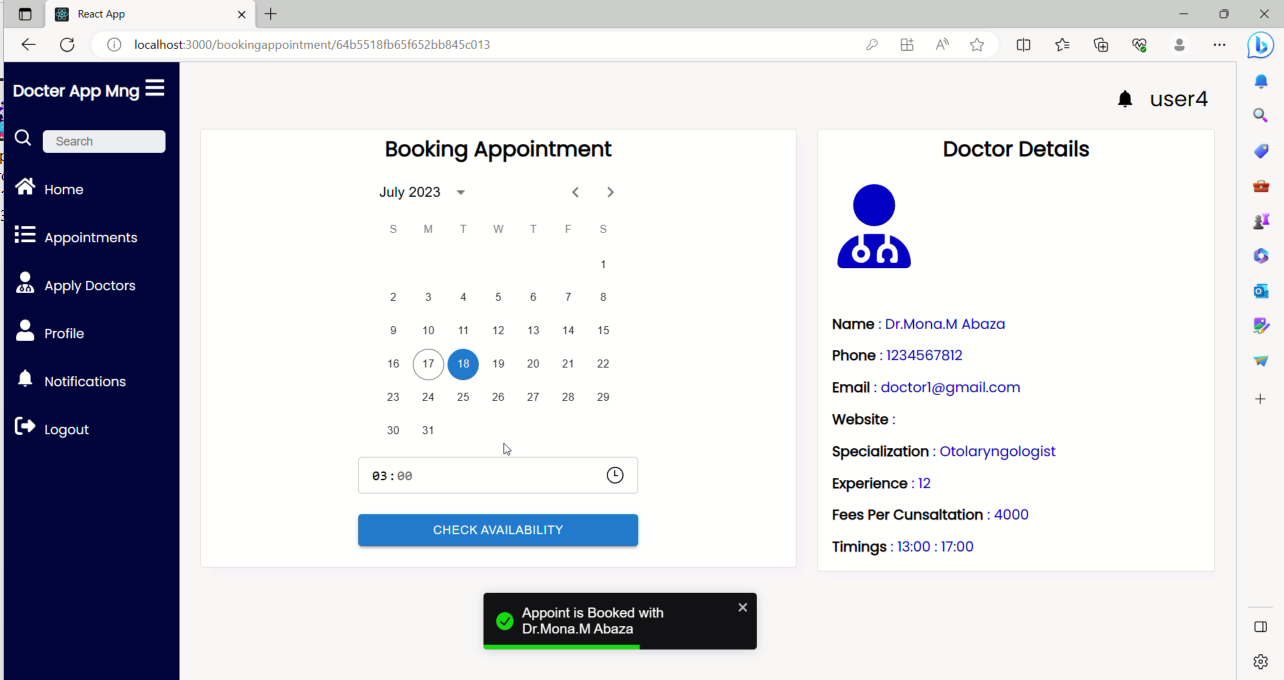 React App
localhost:3000/bookingappointment/64b5518fb65f652bb845c013
Docter App Mng
Search
Home
Appointments
Apply Doctors
Profile
Notifications
Logout
user4
Booking Appointment
July 2023
S M T W T F S
1
2 3 4 5 6 7 8
9 10 11 12 13 14 15
16 17 18 19 20 21 22
23 24 25 26 27 28 29
30 31
03:00
CHECK AVAILABILITY
Doctor Details
Name : Dr.Mona.M Abaza
Phone : 1234567812
Email : doctor1@gmail.com
Website :
Specialization : Otolaryngologist
Experience : 12
Fees Per Cunsaltation : 4000
Timings : 13:00 : 17:00
Appoint is Booked with
Dr.Mona.M Abaza